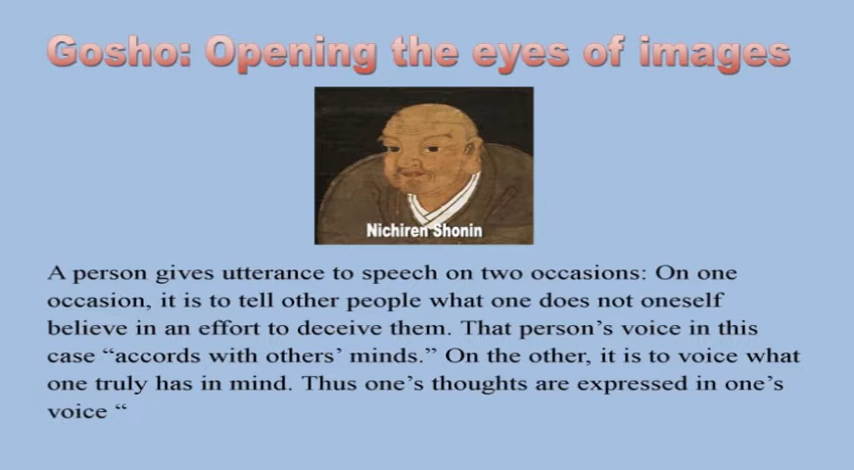 Gosho: Opening the eyes of images
Nichiren Shonin
A person gives utterance to speech on two occasions: On one
occasion, it is to tell other people what one does not oneself
believe in an effort to deceive them. That person’s voice in this
case “accords with others’ minds.” On the other, it is to voice what
one truly has in mind. Thus one’s thoughts are expressed in one’s
voice “